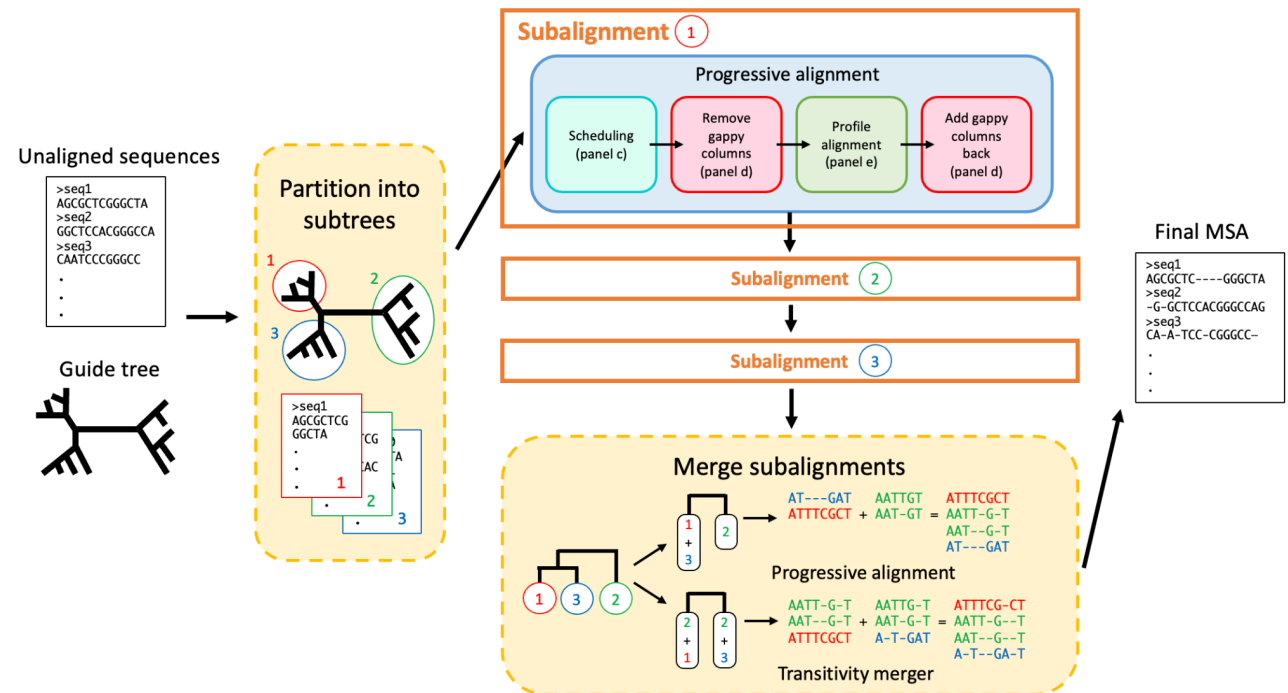 Unaligned sequences
>seq1
AGCGCTCGGGCTA
>seq2
GGCTCCACGGGCCA
>seq3
CAATCCCGGGCC
.
.
.
.
Guide tree
Partition into
subtrees
1
2
3
>seq1
AGCGCTCG
GGCTA
.
.
.
1
TCG
CAC
.
2
TA
A
.
3
Subalignment 1
Progressive alignment
Scheduling
(panel c)
Remove
gappy
columns
(panel d)
Profile
alignment
(panel e)
Add gappy
columns
back
(panel d)
Subalignment 2
Subalignment 3
Merge subalignments
1
3
2
1
+
3
2
AT---GAT AATTGT ATTTCGCT
ATTTCGCT + AAT-GT = AATT-G-T
AAT--G-T
AT---GAT
Progressive alignment
2
+
1
2
+
3
AATT-G-T AATTG-T ATTTCG-CT
AAT--G-T + AAT-G-T = AATT-G--T
ATTTCGCT A-T-GAT AAT--G--T
A-T--GA-T
Transitivity merger
Final MSA
>seq1
AGCGCTC----GGGCTA
>seq2
-G-GCTCCACGGGCCAG
>seq3
CA-A-TCC-CGGGCC-
.
.
.